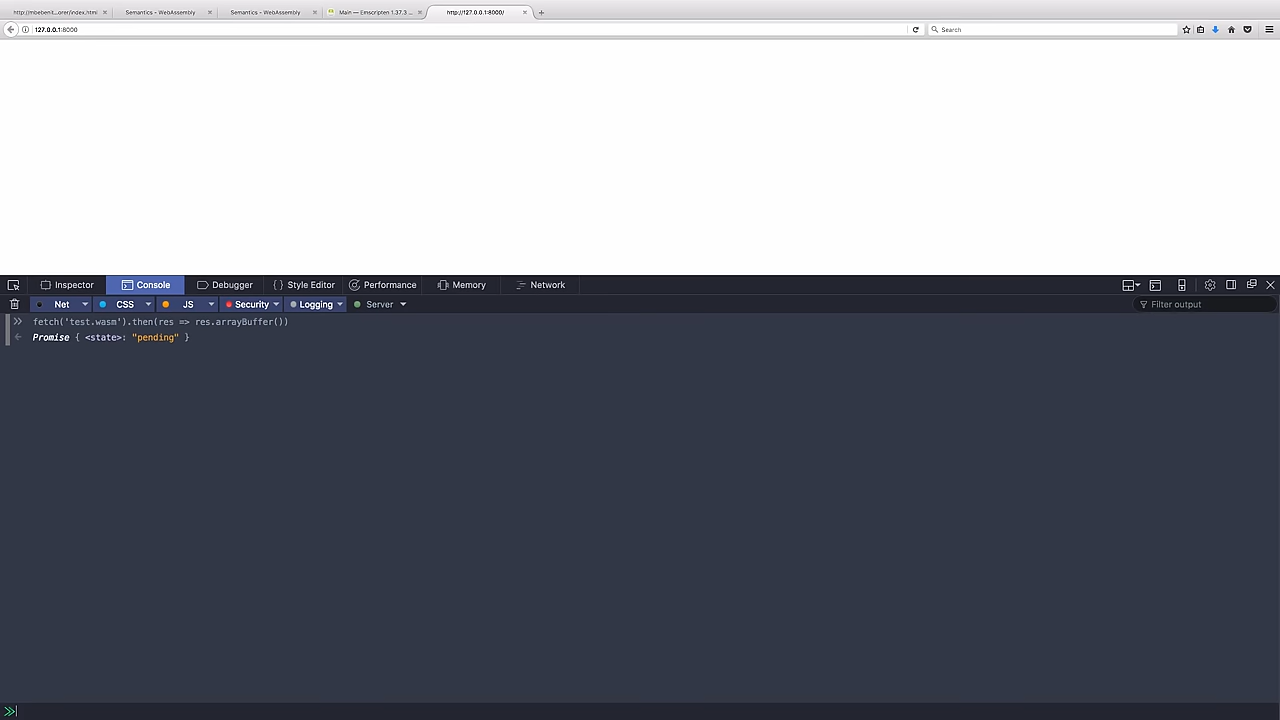 http://mbebenit...orer/index.html
Semantics - WebAssembly
Semantics - WebAssembly
Main — Emscripten 1.37.3 ...
http://127.0.0.1:8000/
127.0.0.1:8000
Search
Inspector
Console
Debugger
Style Editor
Performance
Memory
Network
Net
CSS
JS
Security
Logging
Server
Filter output
fetch('test.wasm').then(res => res.arrayBuffer())
Promise { <state>: "pending" }